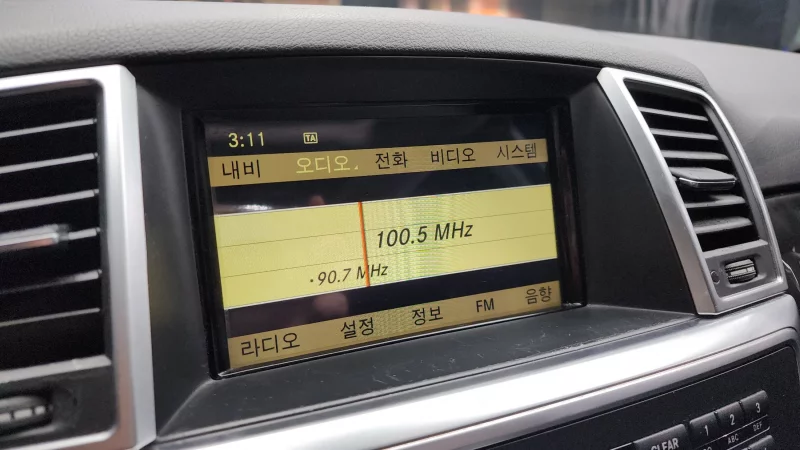 3:11 TA
내비 오디오 전화 비디오 시스템
100.5 MHz
90.7 MHz
라디오 설정 정보 FM 음향
CLEAR 1 2 3
ABC DEF